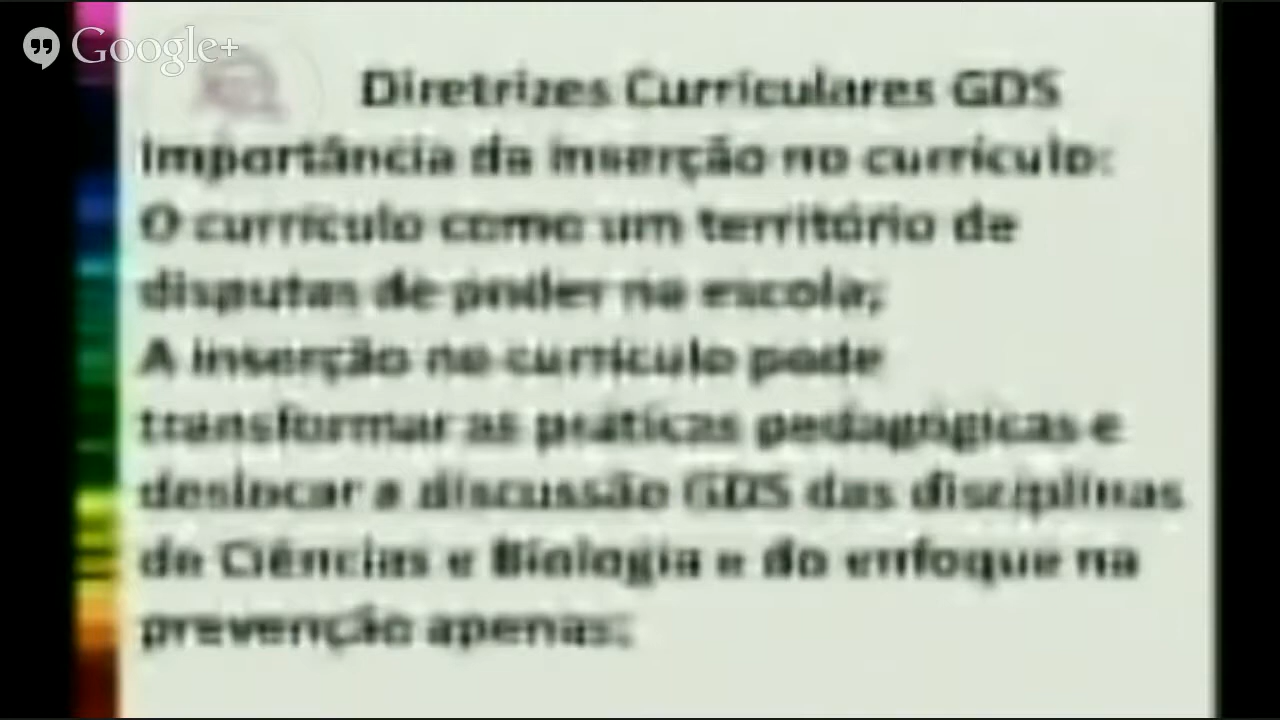 Google+
Diretrizes Curriculares GDS
Importância da inserção no currículo:
O currículo como um território de
disputas de poder na escola;
A inserção no currículo pode
transformar as práticas pedagógicas e
deslocar a discussão GDS das disciplinas
de Ciências e Biologia e do enfoque na
prevenção apenas;